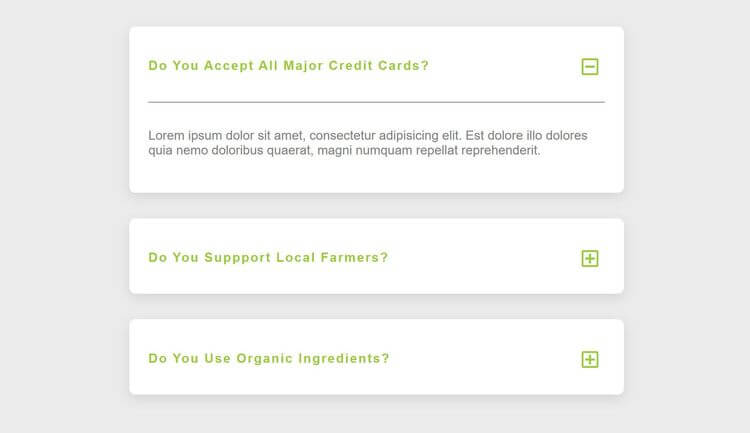 Do You Accept All Major Credit Cards?
Lorem ipsum dolor sit amet, consectetur adipisicing elit. Est dolore illo dolores
quia nemo doloribus quaerat, magni numquam repellat reprehenderit.
Do You Suppport Local Farmers?
Do You Use Organic Ingredients?